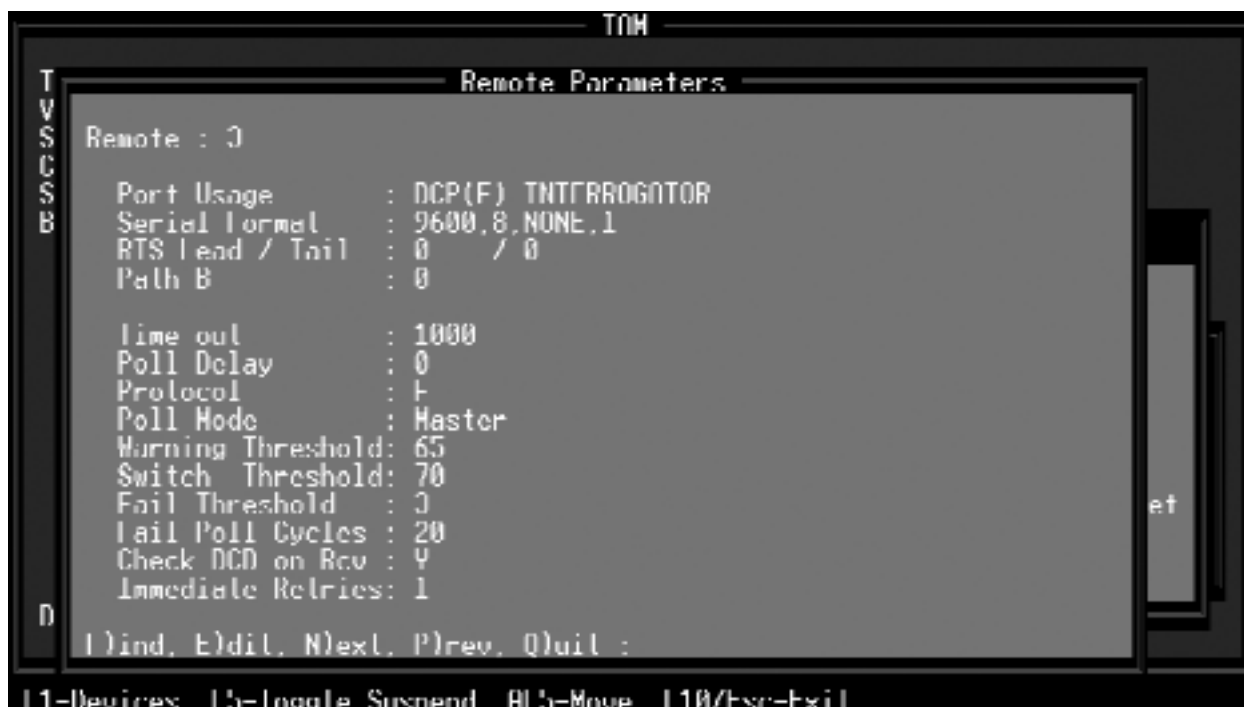 TAM
Remote Parameters
T
V
S
C
S
B
Remote : 3
Port Usage : DCP(F) INTERROGATOR
Serial Format : 9600,8,NONE,1
RTS Lead / Tail : 0 / 0
Path B : 0
Time out : 1000
Poll Delay : 0
Protocol : F
Poll Mode : Master
Warning Threshold: 65
Switch Threshold: 70
Fail Threshold : 3
Fail Poll Cycles : 20
Check DCD on Rcv : Y
Immediate Retries: 1
et
D
F)ind, E)dit, N)ext, P)rev, Q)uit :
F1-Devices F5-Toggle Suspend AF5-Move F10/Esc-Exit